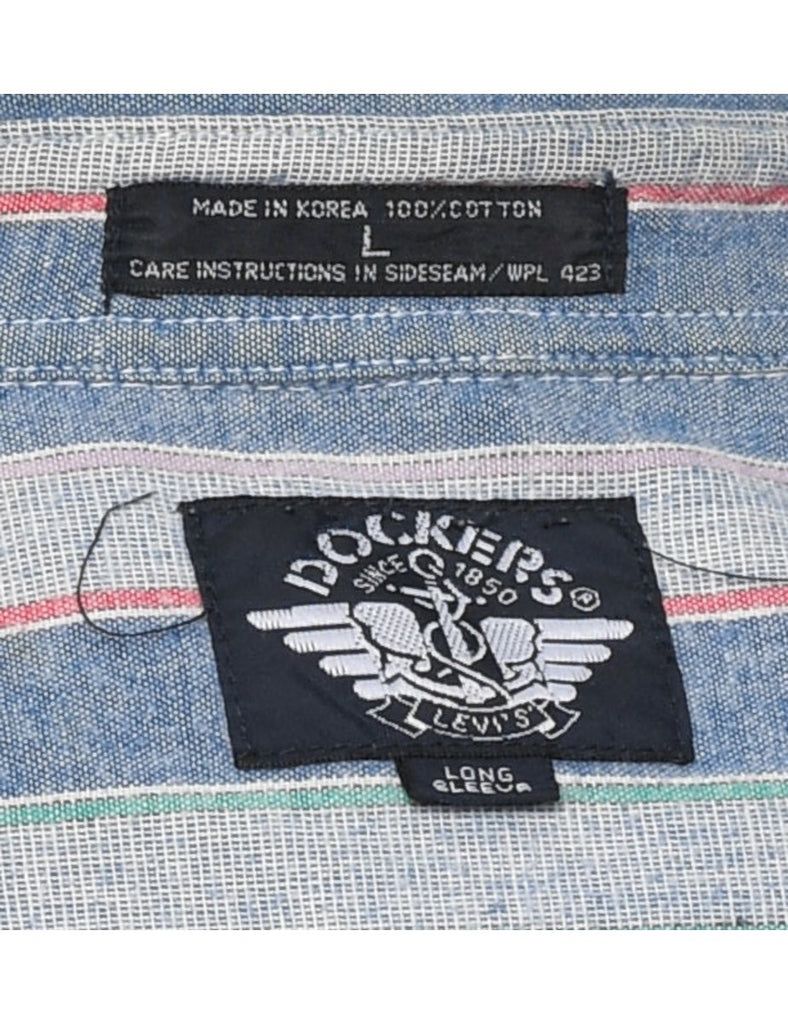 MADE IN KOREA 100% COTTON
L
CARE INSTRUCTIONS IN SIDESEAM/WPL 423
DOCKERS®
SINCE 1850
LEVI'S
LONG
SLEEVE